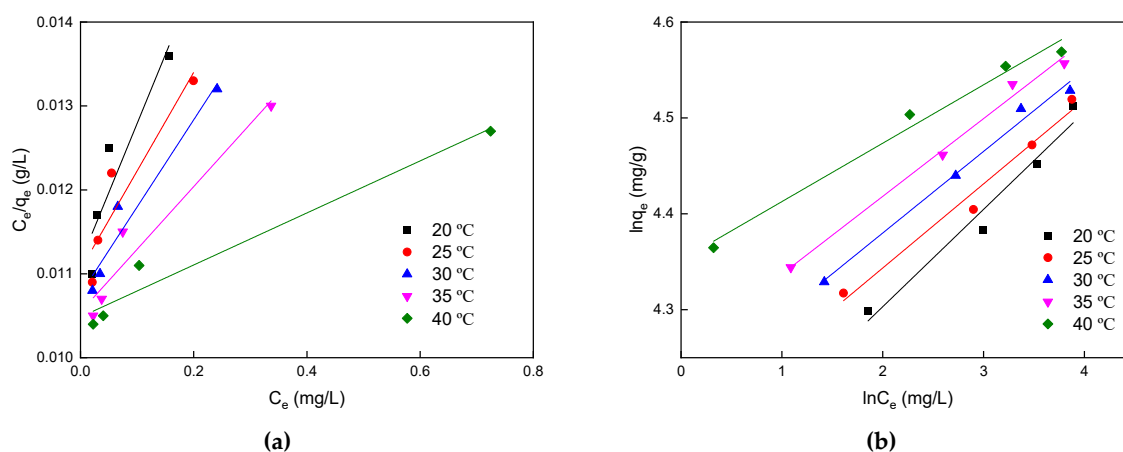 0.014
0.013
0.012
0.011
0.010
0.0
0.2
0.4
0.6
0.8
Ce/qe (g/L)
Ce (mg/L)
20 ºC
25 ºC
30 ºC
35 ºC
40 ºC
(a)
4.6
4.5
4.4
4.3
0
1
2
3
4
lnqe (mg/g)
lnCe (mg/L)
20 ºC
25 ºC
30 ºC
35 ºC
40 ºC
(b)